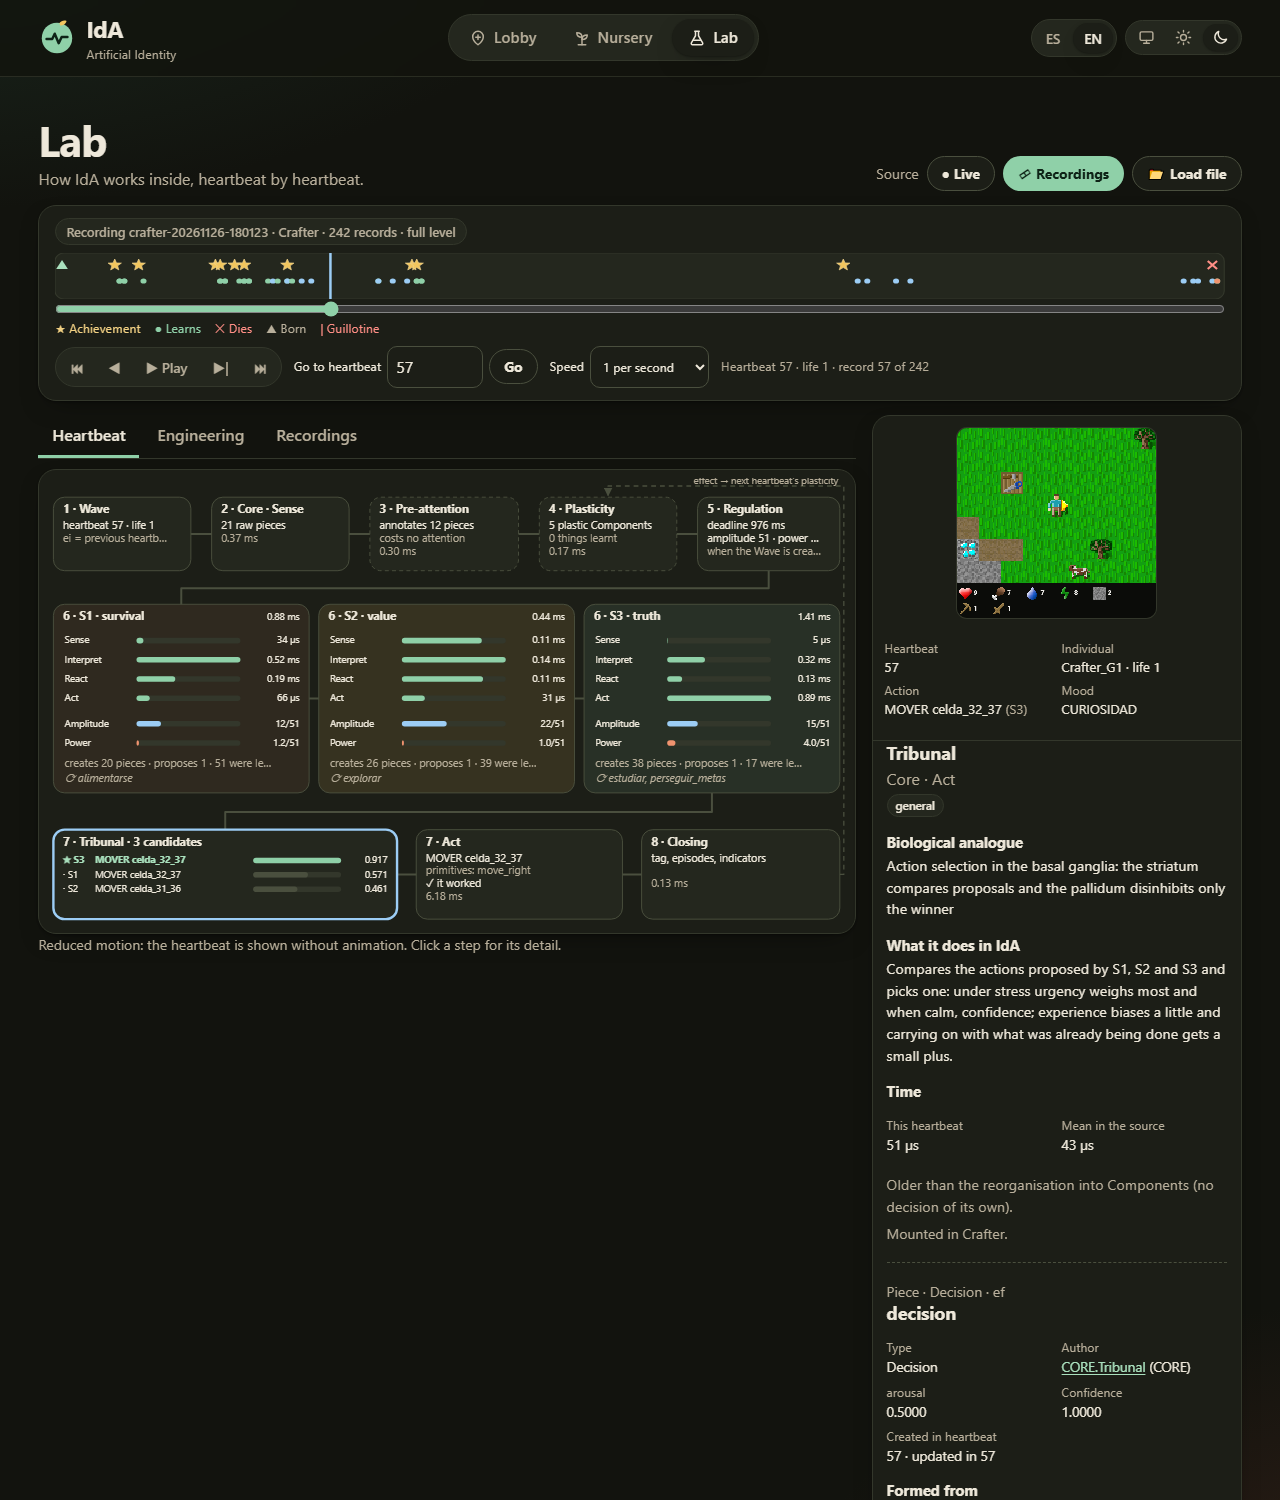 IdA
Artificial Identity
Lobby
Nursery
Lab
ES
EN
Lab
How IdA works inside, heartbeat by heartbeat.
Source
● Live
Recordings
Load file
Recording crafter-20261126-180123 · Crafter · 242 records · full level
★ Achievement
● Learns
Dies
▲ Born
| Guillotine
▶ Play
Go to heartbeat
57
Go
Speed
1 per second
Heartbeat 57 · life 1 · record 57 of 242
Heartbeat
Engineering
Recordings
effect → next heartbeat's plasticity
1 · Wave
heartbeat 57 · life 1
ei = previous heartb...
2 · Core · Sense
21 raw pieces
0.37 ms
3 · Pre-attention
annotates 12 pieces
costs no attention
0.30 ms
4 · Plasticity
5 plastic Components
0 things learnt
0.17 ms
5 · Regulation
deadline 976 ms
amplitude 51 · power ...
when the Wave is crea...
6 · S1 · survival 0.88 ms
Sense 34 µs
Interpret 0.52 ms
React 0.19 ms
Act 66 µs
Amplitude 12/51
Power 1.2/51
creates 20 pieces · proposes 1 · 51 were le...
alimentarse
6 · S2 · value 0.44 ms
Sense 0.11 ms
Interpret 0.14 ms
React 0.11 ms
Act 31 µs
Amplitude 22/51
Power 1.0/51
creates 26 pieces · proposes 1 · 39 were le...
explorar
6 · S3 · truth 1.41 ms
Sense 5 µs
Interpret 0.32 ms
React 0.13 ms
Act 0.89 ms
Amplitude 15/51
Power 4.0/51
creates 38 pieces · proposes 1 · 17 were le...
estudiar, perseguir_metas
7 · Tribunal · 3 candidates
★ S3 MOVER celda_32_37 0.917
· S1 MOVER celda_32_37 0.571
· S2 MOVER celda_31_36 0.461
7 · Act
MOVER celda_32_37
primitives: move_right
✓ it worked
6.18 ms
8 · Closing
tag, episodes, indicators
0.13 ms
Reduced motion: the heartbeat is shown without animation. Click a step for its detail.
9 7 7 8 2
1 1
Heartbeat
57
Individual
Crafter_G1 · life 1
Action
MOVER celda_32_37 (S3)
Mood
CURIOSIDAD
Tribunal
Core · Act
general
Biological analogue
Action selection in the basal ganglia: the striatum
compares proposals and the pallidum disinhibits only
the winner
What it does in IdA
Compares the actions proposed by S1, S2 and S3 and
picks one: under stress urgency weighs most and
when calm, confidence; experience biases a little and
carrying on with what was already being done gets a
small plus.
Time
This heartbeat
51 µs
Mean in the source
43 µs
Older than the reorganisation into Components (no
decision of its own).
Mounted in Crafter.
Piece · Decision · ef
decision
Type
Decision
Author
CORE.Tribunal (CORE)
arousal
0.5000
Confidence
1.0000
Created in heartbeat
57 · updated in 57
Formed from